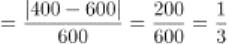 = |400 − 600| / 600 = 200 / 600 = 1 / 3